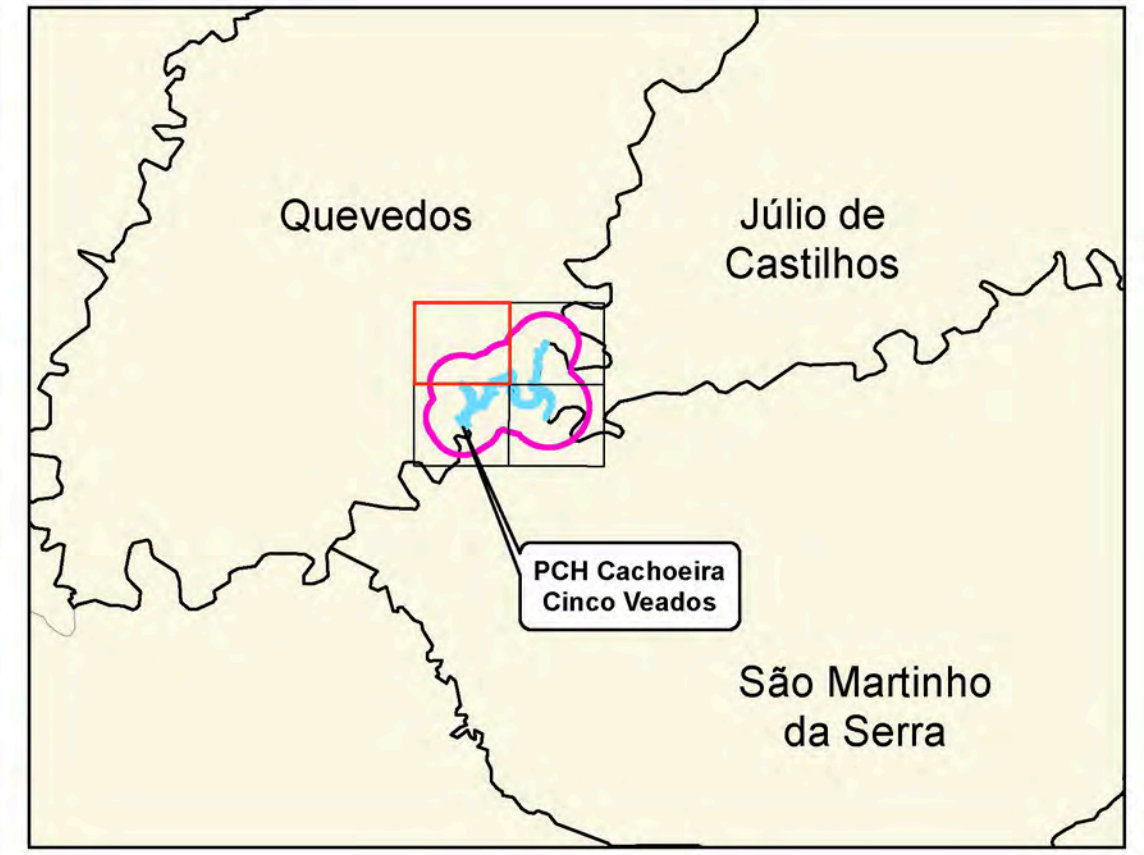 Quevedos
Júlio de
Castilhos
PCH Cachoeira
Cinco Veados
São Martinho
da Serra